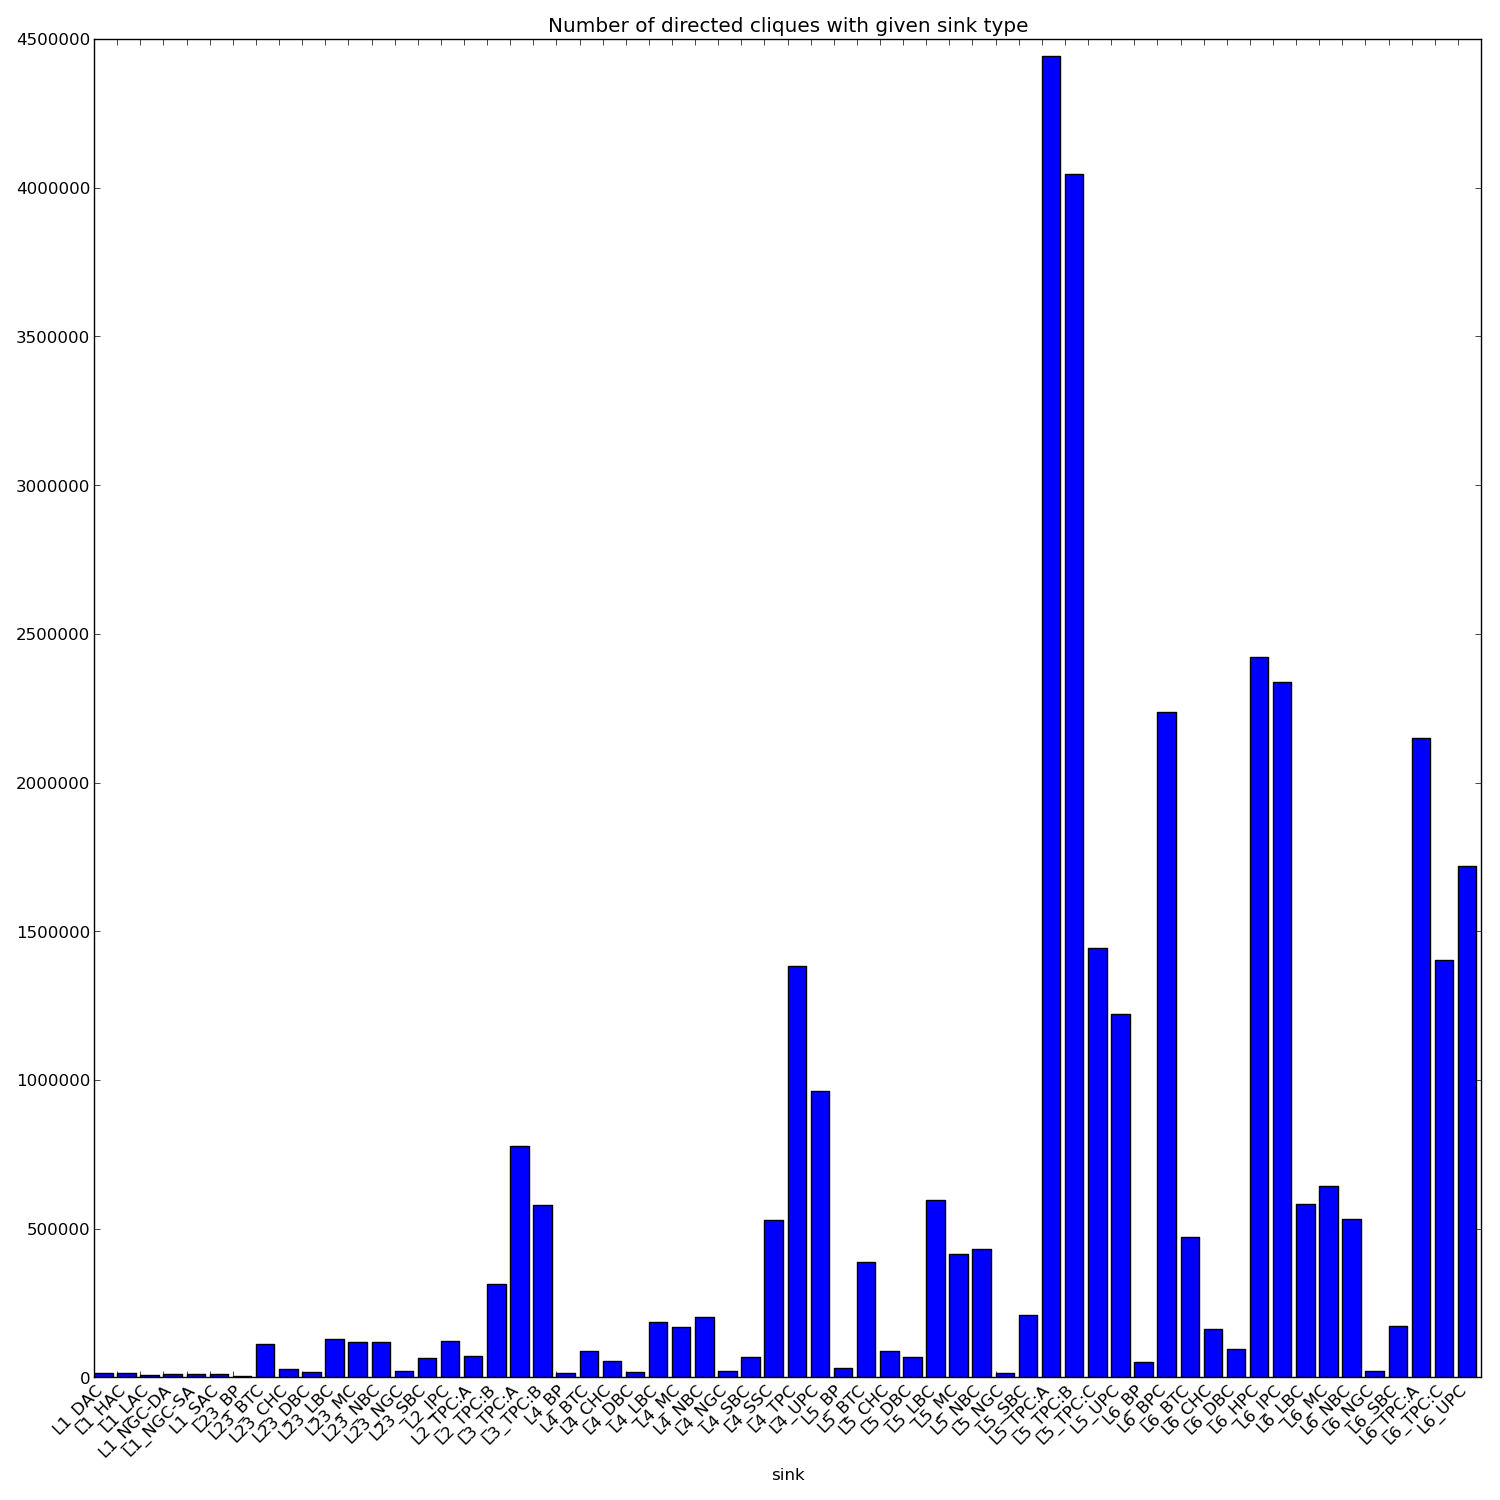 Number of directed cliques with given sink type
4500000
4000000
3500000
3000000
2500000
2000000
1500000
1000000
500000
0
L1_DAC
L1_HAC
L1_LAC
L1_NGC-DA
L1_NGC-SA
L1_SAC
L23_BP
L23_BTC
L23_CHC
L23_DBC
L23_LBC
L23_MC
L23_NBC
L23_NGC
L23_SBC
L2_IPC
L2_TPC:A
L2_TPC:B
L3_TPC:A
L3_TPC:B
L4_BP
L4_BTC
L4_CHC
L4_DBC
L4_LBC
L4_MC
L4_NBC
L4_NGC
L4_SBC
L4_SSC
L4_TPC
L4_UPC
L5_BP
L5_BTC
L5_CHC
L5_DBC
L5_LBC
L5_MC
L5_NBC
L5_NGC
L5_SBC
L5_TPC:A
L5_TPC:B
L5_TPC:C
L5_UPC
L6_BP
L6_BPC
L6_BTC
L6_CHC
L6_DBC
L6_HPC
L6_IPC
L6_LBC
L6_MC
L6_NBC
L6_NGC
L6_SBC
L6_TPC:A
L6_TPC:C
L6_UPC
sink